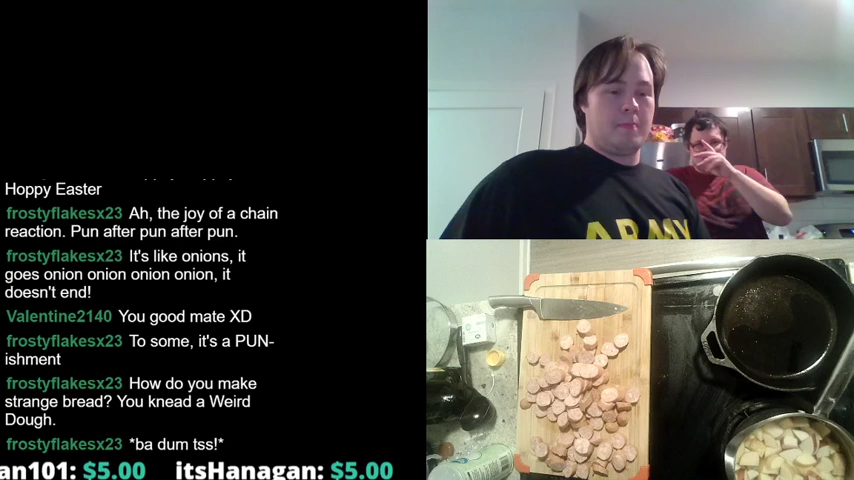 Hoppy Easter
frostyflakesx23 Ah, the joy of a chain
reaction. Pun after pun after pun.
frostyflakesx23 It's like onions, it
goes onion onion onion onion, it
doesn't end!
Valentine2140 You good mate XD
frostyflakesx23 To some, it's a PUN-
ishment
frostyflakesx23 How do you make
strange bread? You knead a Weird
Dough.
frostyflakesx23 *ba dum tss!*
an101: $5.00 itsHanagan: $5.00
ARMY